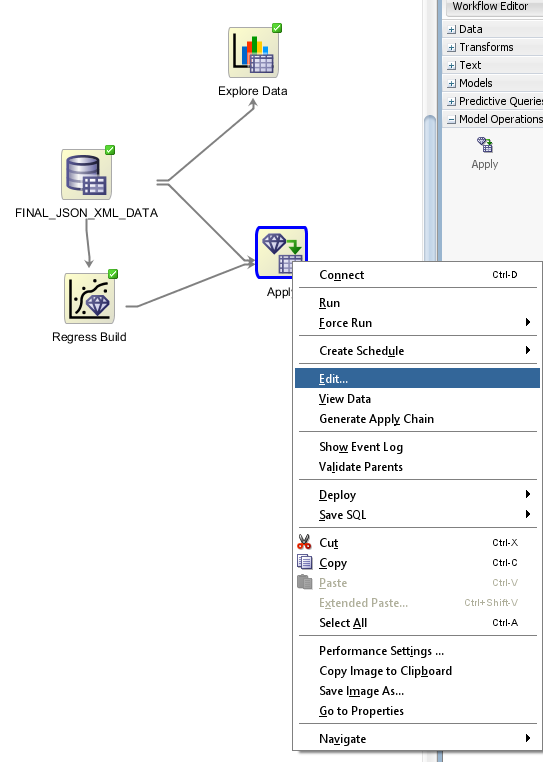 Workflow Editor
Data
Transforms
Text
Models
Predictive Queries
Model Operations
Apply
Explore Data
FINAL_JSON_XML_DATA
Regress Build
Apply
Connect Ctrl-D
Run
Force Run
Create Schedule
Edit...
View Data
Generate Apply Chain
Show Event Log
Validate Parents
Deploy
Save SQL
Cut Ctrl-X
Copy Ctrl-C
Paste Ctrl-V
Extended Paste... Ctrl+Shift-V
Select All Ctrl-A
Performance Settings ...
Copy Image to Clipboard
Save Image As...
Go to Properties
Navigate